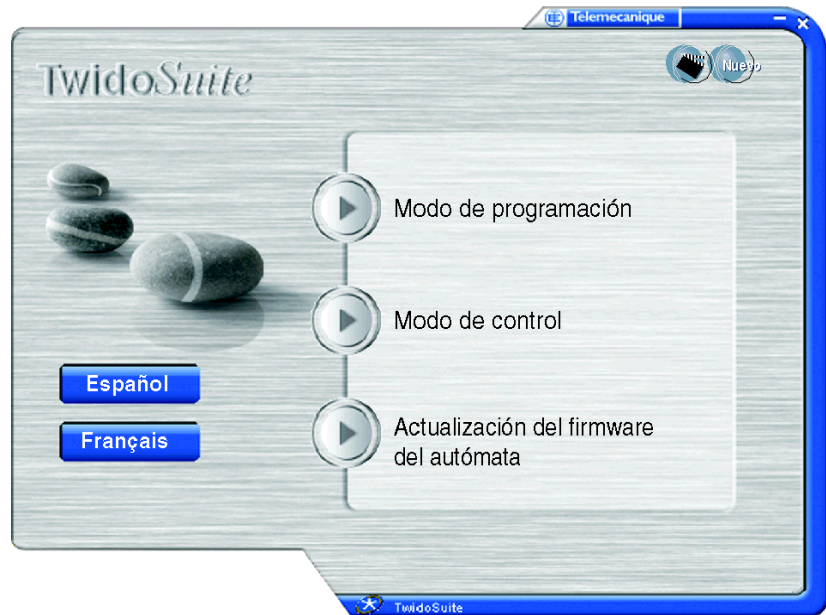 Telemecanique
TwidoSuite
Nuevo
Modo de programación
Modo de control
Español
Français
Actualización del firmware
del autómata
TwidoSuite